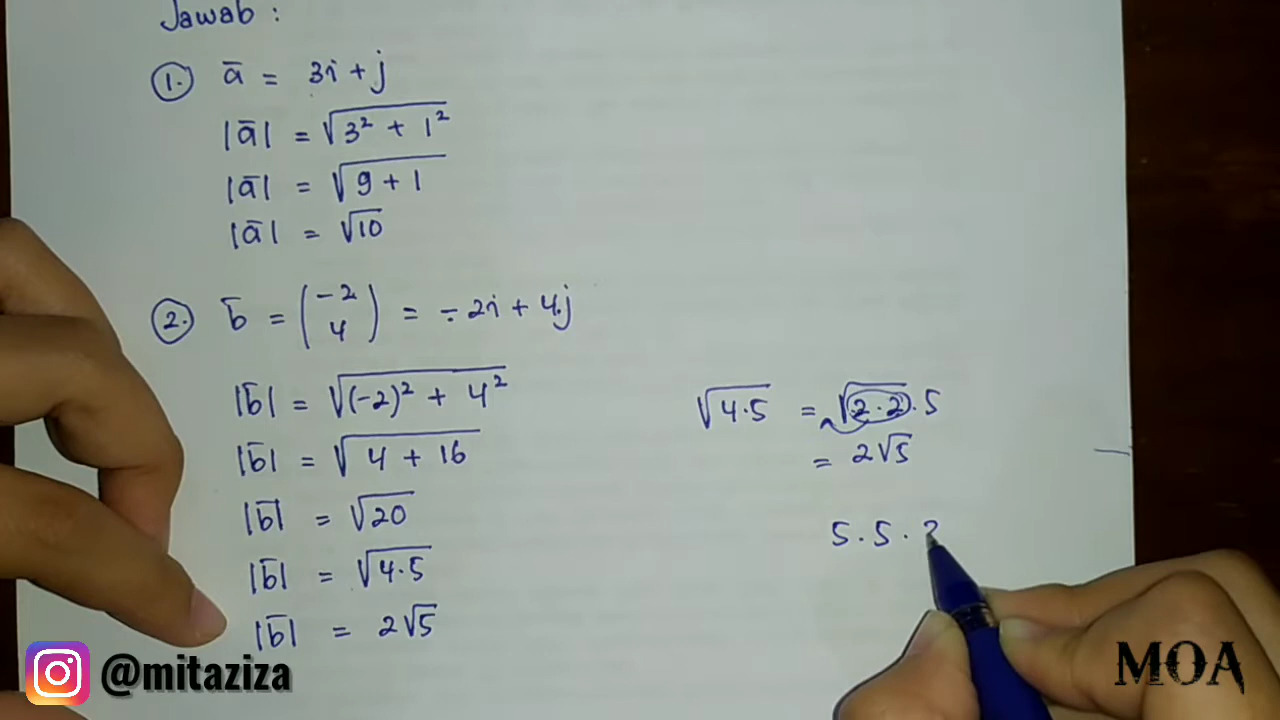 Jawab :
1. a̅ = 3i + j
|a̅| = √3² + 1²
|a̅| = √9 + 1
|a̅| = √10
2. b̅ = (-2 4) = -2i + 4j
|b̅| = √(-2)² + 4²
|b̅| = √4 + 16
|b̅| = √20
|b̅| = √4·5
|b̅| = 2√5
√4·5 = √2·2·5
= 2√5
5.5.
@mitaziza
MOA